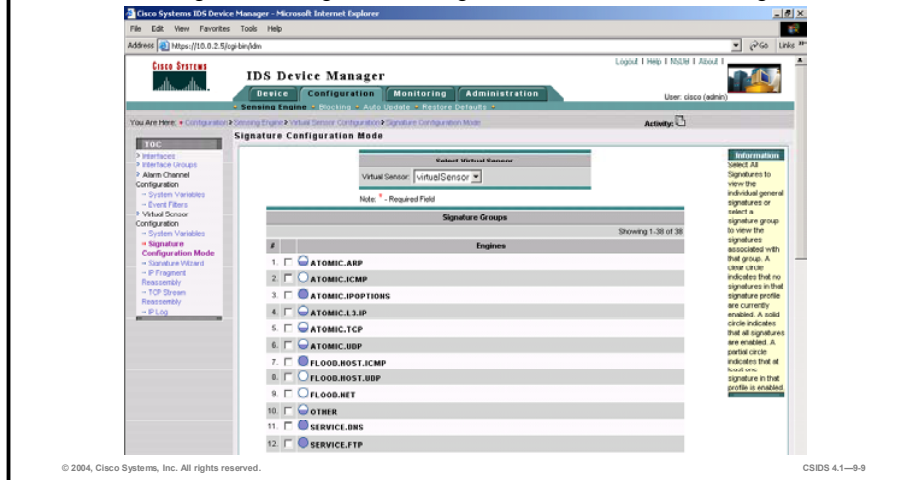 Cisco Systems IDS Device Manager - Microsoft Internet Explorer
File Edit View Favorites Tools Help
Address https://10.0.2.5/cgi-bin/idm Go Links »
CISCO SYSTEMS
Logout | Help | NSDB | About |
IDS Device Manager
Device Configuration Monitoring Administration
User: cisco (admin)
Sensing Engine Blocking Auto Update Restore Defaults
You Are Here: Configuration > Sensing Engine > Virtual Sensor Configuration > Signature Configuration Mode
Activity:
Signature Configuration Mode
TOC
Interfaces
Interface Groups
Alarm Channel
Configuration
System Variables
Event Filters
Virtual Sensor
Configuration
System Variables
Signature
Configuration Mode
Signature Wizard
IP Fragment
Reassembly
TCP Stream
Reassembly
IP Log
Select Virtual Sensor
Virtual Sensor: virtualSensor
Note: * - Required Field
Signature Groups
Showing 1-38 of 38
# Engines
1. ATOMIC.ARP
2. ATOMIC.ICMP
3. ATOMIC.IPOPTIONS
4. ATOMIC.L3.IP
5. ATOMIC.TCP
6. ATOMIC.UDP
7. FLOOD.HOST.ICMP
8. FLOOD.HOST.UDP
9. FLOOD.NET
10. OTHER
11. SERVICE.DNS
12. SERVICE.FTP
Information
Select All
Signatures to
view the
individual general
signatures or
select a
signature group
to view the
signatures
associated with
that group. A
clear circle
indicates that no
signatures in that
signature profile
are currently
enabled. A solid
circle indicates
that all signatures
are enabled. A
partial circle
indicates that at
least one
signature in that
profile is enabled.
© 2004, Cisco Systems, Inc. All rights reserved.
CSIDS 4.1—9-9